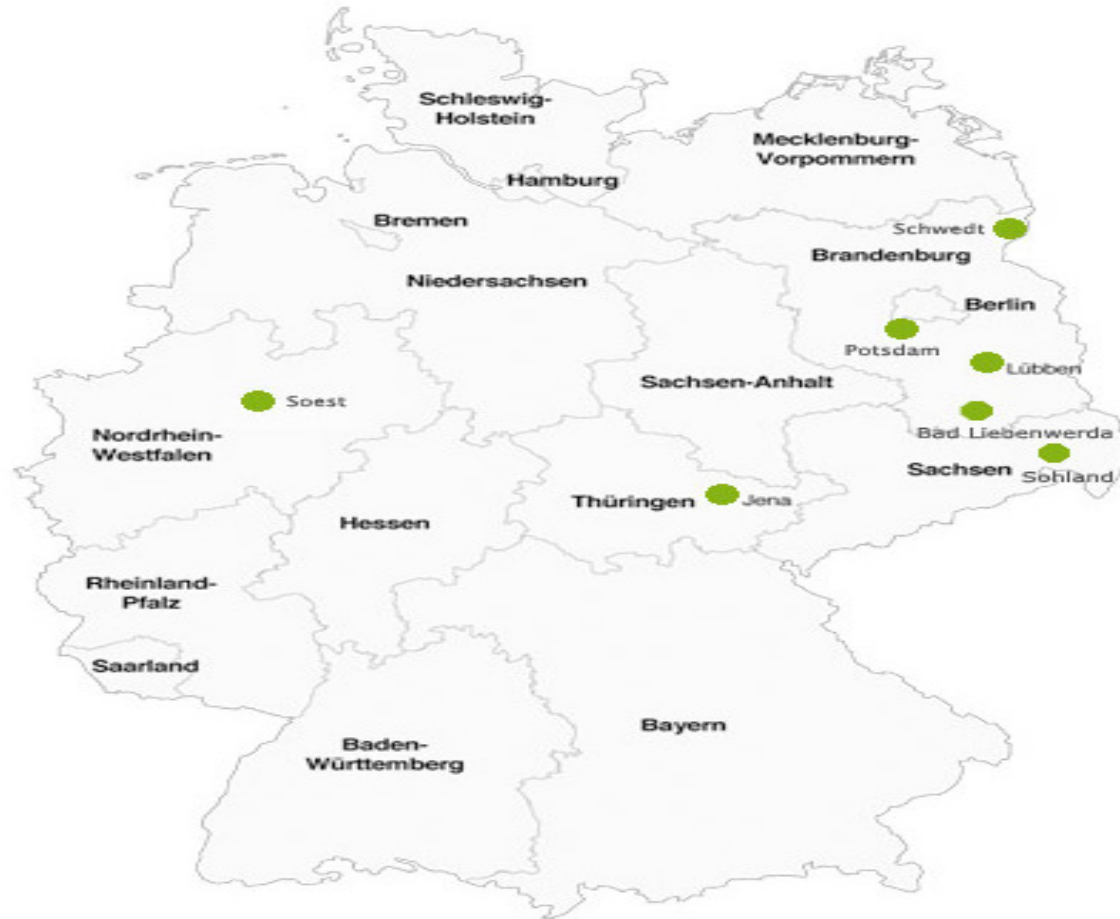 Schleswig-
Holstein
Mecklenburg-
Vorpommern
Hamburg
Bremen
Schwedt
Brandenburg
Niedersachsen
Berlin
Potsdam
Lübben
Sachsen-Anhalt
Soest
Nordrhein-
Westfalen
Bad Liebenwerda
Sachsen
Sohland
Thüringen
Jena
Hessen
Rheinland-
Pfalz
Saarland
Bayern
Baden-
Württemberg